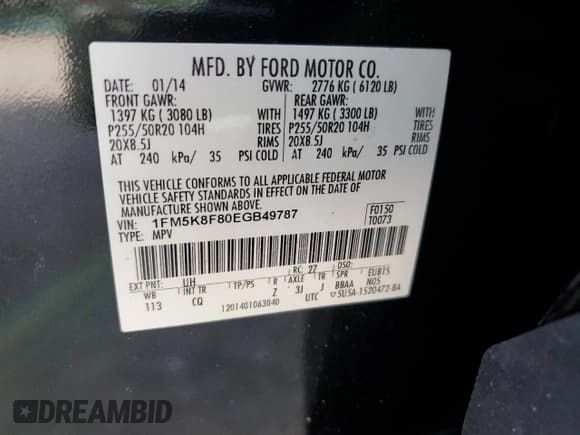 MFD. BY FORD MOTOR CO.
DATE: 01/14 GVWR: 2776 KG ( 6120 LB)
FRONT GAWR: REAR GAWR:
1397 KG ( 3080 LB) WITH 1497 KG ( 3300 LB) WITH
P255/50R20 104H TIRES P255/50R20 104H TIRES
20X8.5J RIMS 20X8.5J RIMS
AT 240 kPa/ 35 PSI COLD AT 240 kPa/ 35 PSI COLD
THIS VEHICLE CONFORMS TO ALL APPLICABLE FEDERAL MOTOR
VEHICLE SAFETY STANDARDS IN EFFECT ON THE DATE OF
MANUFACTURE SHOWN ABOVE.
VIN: 1FM5K8F80EGB49787 F0150
TYPE: MPV T0073
EXT PNT: UH RC: 27 DSO:
WB INT TR TP/PS R AXLE TR SPR EUB1S
113 CQ Z 3J J BBAA NOS
1201401063040 UTC
DREAMBID